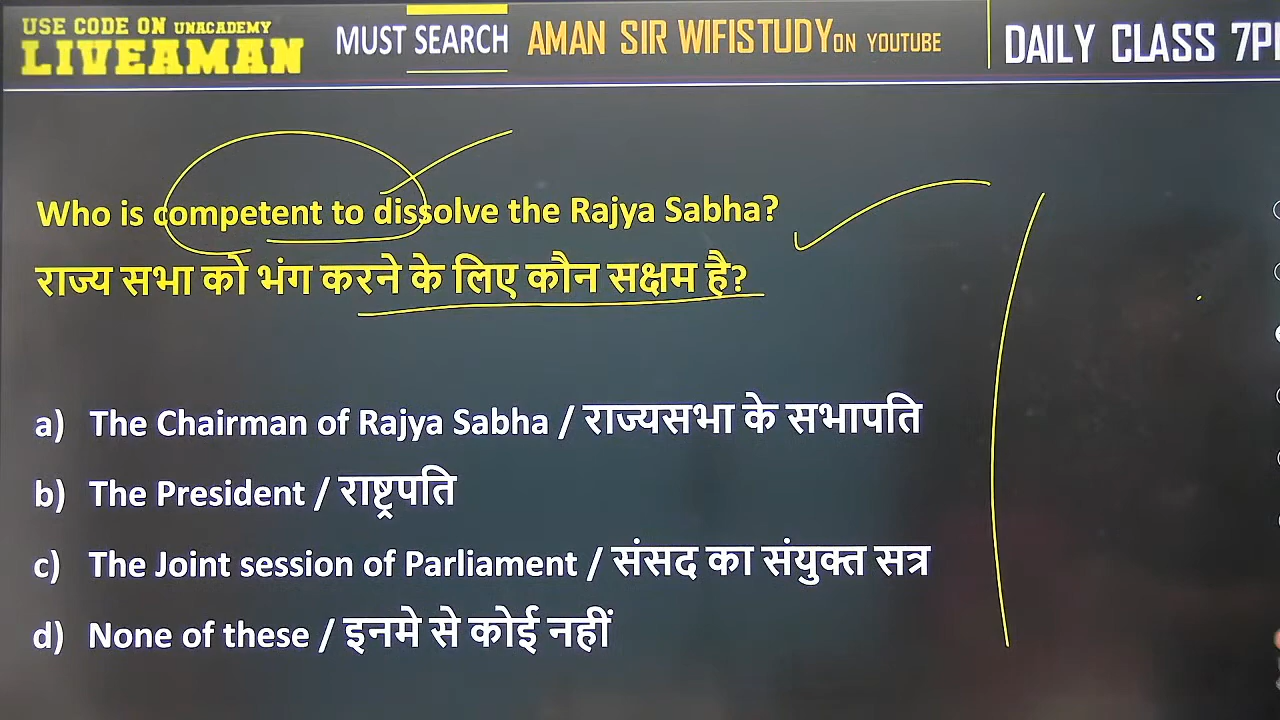 USE CODE ON UNACADEMY
LIVEAMAN
MUST SEARCH AMAN SIR WIFISTUDY ON YOUTUBE
DAILY CLASS 7P
Who is competent to dissolve the Rajya Sabha?
राज्य सभा को भंग करने के लिए कौन सक्षम है?
a) The Chairman of Rajya Sabha / राज्यसभा के सभापति
b) The President / राष्ट्रपति
c) The Joint session of Parliament / संसद का संयुक्त सत्र
d) None of these / इनमे से कोई नहीं